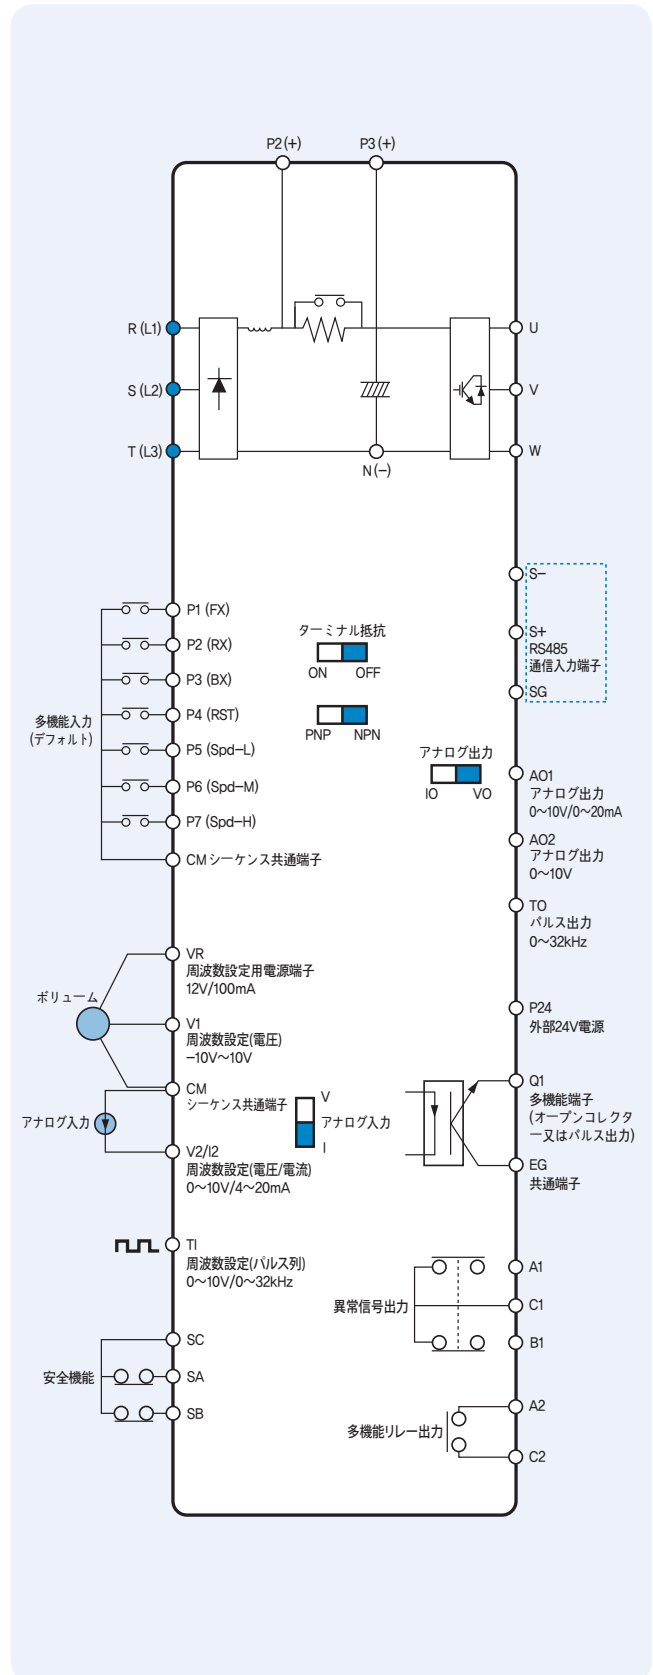 P2(+)
P3(+)
R (L1)
S (L2)
T (L3)
U
V
W
N(−)
P1 (FX)
P2 (RX)
P3 (BX)
P4 (RST)
P5 (Spd−L)
P6 (Spd−M)
P7 (Spd−H)
CM シーケンス共通端子
多機能入力
(デフォルト)
ターミナル抵抗
ON OFF
PNP NPN
アナログ出力
IO VO
S−
S+
RS485
通信入力端子
SG
AO1
アナログ出力
0〜10V/0〜20mA
AO2
アナログ出力
0〜10V
TO
パルス出力
0〜32kHz
VR
周波数設定用電源端子
12V/100mA
ボリューム
V1
周波数設定(電圧)
−10V〜10V
CM
シーケンス共通端子
アナログ入力
V2/I2
周波数設定(電圧/電流)
0〜10V/4〜20mA
V
アナログ入力
I
P24
外部24V電源
Q1
多機能端子
(オープンコレクタ
ー又はパルス出力)
EG
共通端子
TI
周波数設定(パルス列)
0〜10V/0〜32kHz
SC
SA
SB
安全機能
異常信号出力
A1
C1
B1
多機能リレー出力
A2
C2